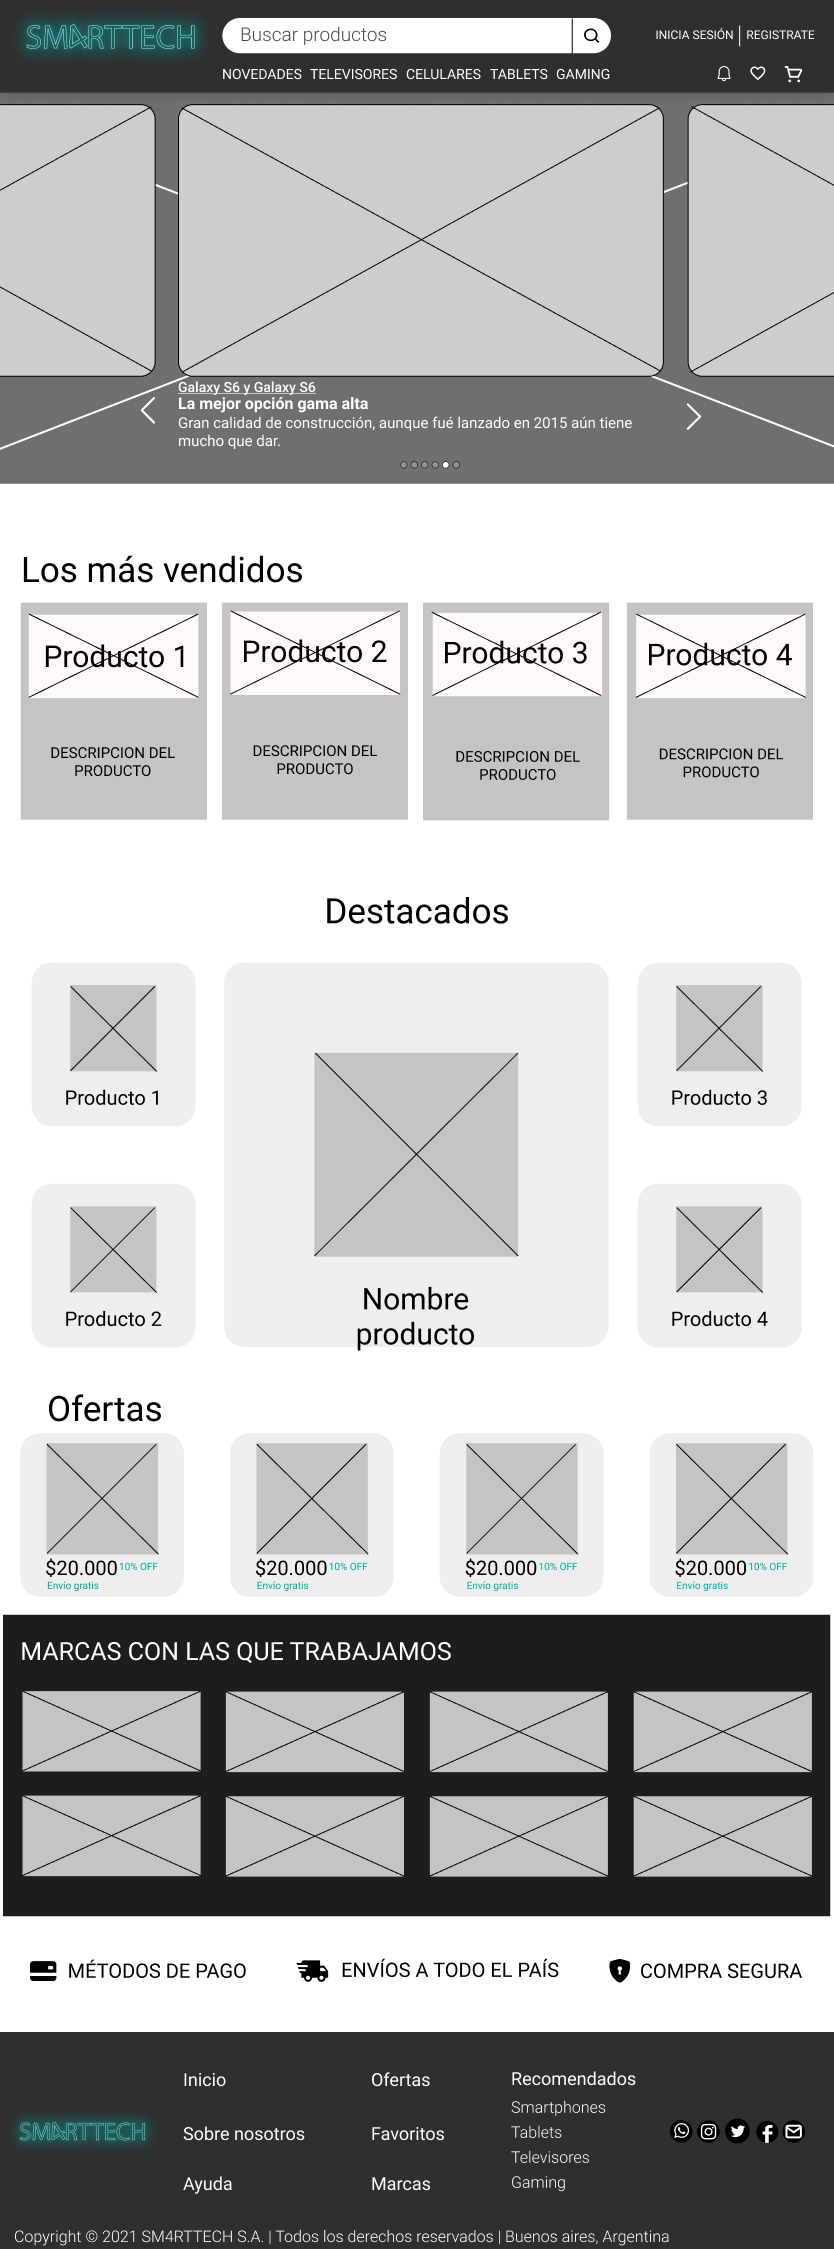 SM4RTTECH
Buscar productos
INICIA SESIÓN | REGISTRATE
NOVEDADES TELEVISORES CELULARES TABLETS GAMING
Galaxy S6 y Galaxy S6
La mejor opción gama alta
Gran calidad de construcción, aunque fué lanzado en 2015 aún tiene
mucho que dar.
Los más vendidos
Producto 1
Producto 2
Producto 3
Producto 4
DESCRIPCION DEL
PRODUCTO
DESCRIPCION DEL
PRODUCTO
DESCRIPCION DEL
PRODUCTO
DESCRIPCION DEL
PRODUCTO
Destacados
Producto 1
Producto 2
Nombre
producto
Producto 3
Producto 4
Ofertas
$20.000 10% OFF
Envío gratis
$20.000 10% OFF
Envío gratis
$20.000 10% OFF
Envío gratis
$20.000 10% OFF
Envío gratis
MARCAS CON LAS QUE TRABAJAMOS
MÉTODOS DE PAGO
ENVÍOS A TODO EL PAÍS
COMPRA SEGURA
SM4RTTECH
Inicio
Sobre nosotros
Ayuda
Ofertas
Favoritos
Marcas
Recomendados
Smartphones
Tablets
Televisores
Gaming
Copyright © 2021 SM4RTTECH S.A. | Todos los derechos reservados | Buenos aires, Argentina